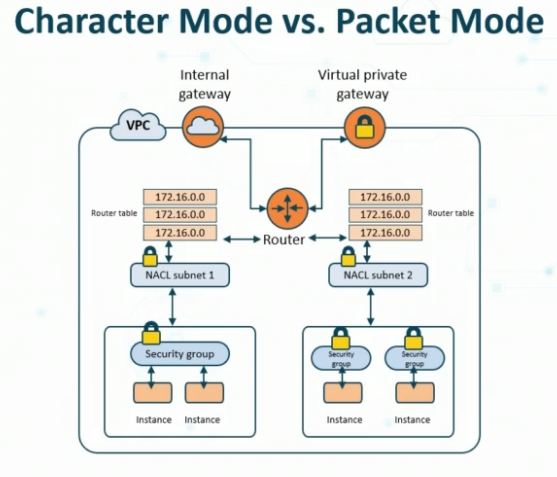 Character Mode vs. Packet Mode
Internal
gateway
Virtual private
gateway
VPC
Router table
172.16.0.0
172.16.0.0
172.16.0.0
Router
172.16.0.0
172.16.0.0
172.16.0.0
Router table
NACL subnet 1
NACL subnet 2
Security group
Instance
Instance
Security
group
Security
group
Instance
Instance